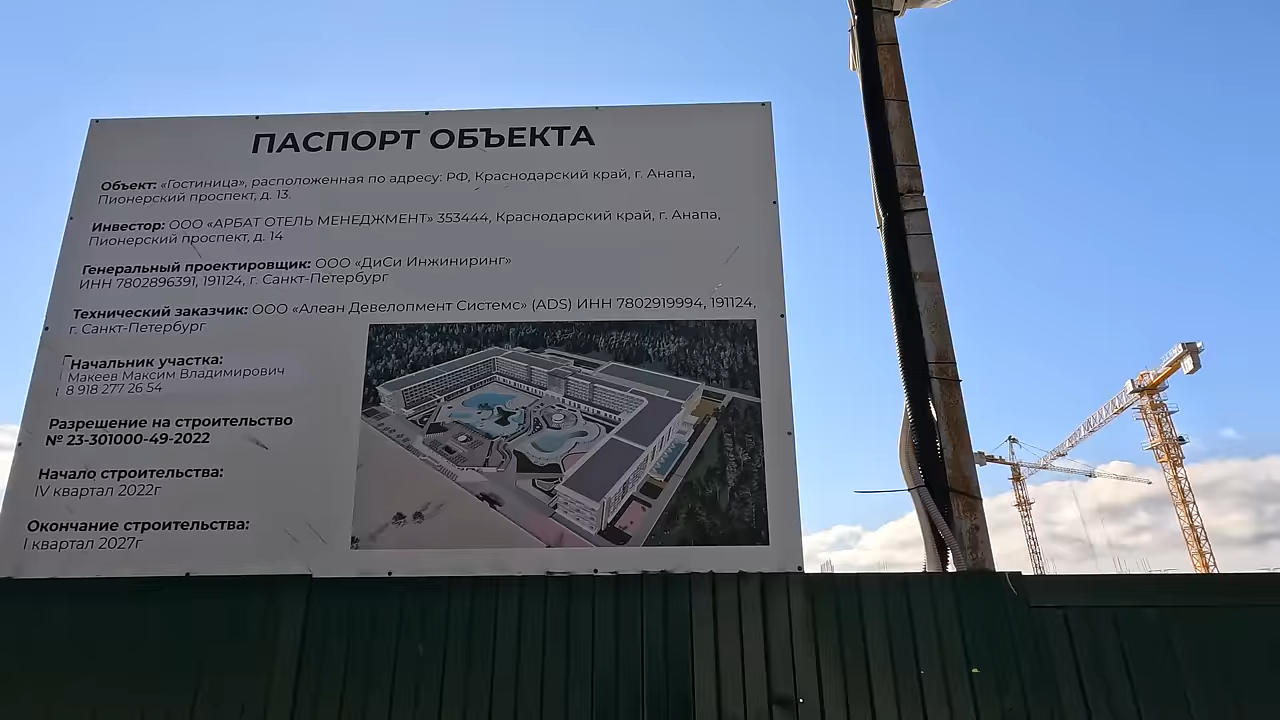 ПАСПОРТ ОБЪЕКТА
Объект: «Гостиница», расположенная по адресу: РФ, Краснодарский край, г. Анапа,
Пионерский проспект, д. 13.
Инвестор: ООО «АРБАТ ОТЕЛЬ МЕНЕДЖМЕНТ» 353444, Краснодарский край, г. Анапа,
Пионерский проспект, д. 14
Генеральный проектировщик: ООО «ДиСи Инжиниринг»
ИНН 7802896391, 191124, г. Санкт-Петербург
Технический заказчик: ООО «Алеан Девелопмент Системс» (ADS) ИНН 7802919994, 191124,
г. Санкт-Петербург
Начальник участка:
Макеев Максим Владимирович
8 918 277 26 54
Разрешение на строительство
№ 23-301000-49-2022
Начало строительства:
IV квартал 2022г
Окончание строительства:
I квартал 2027г